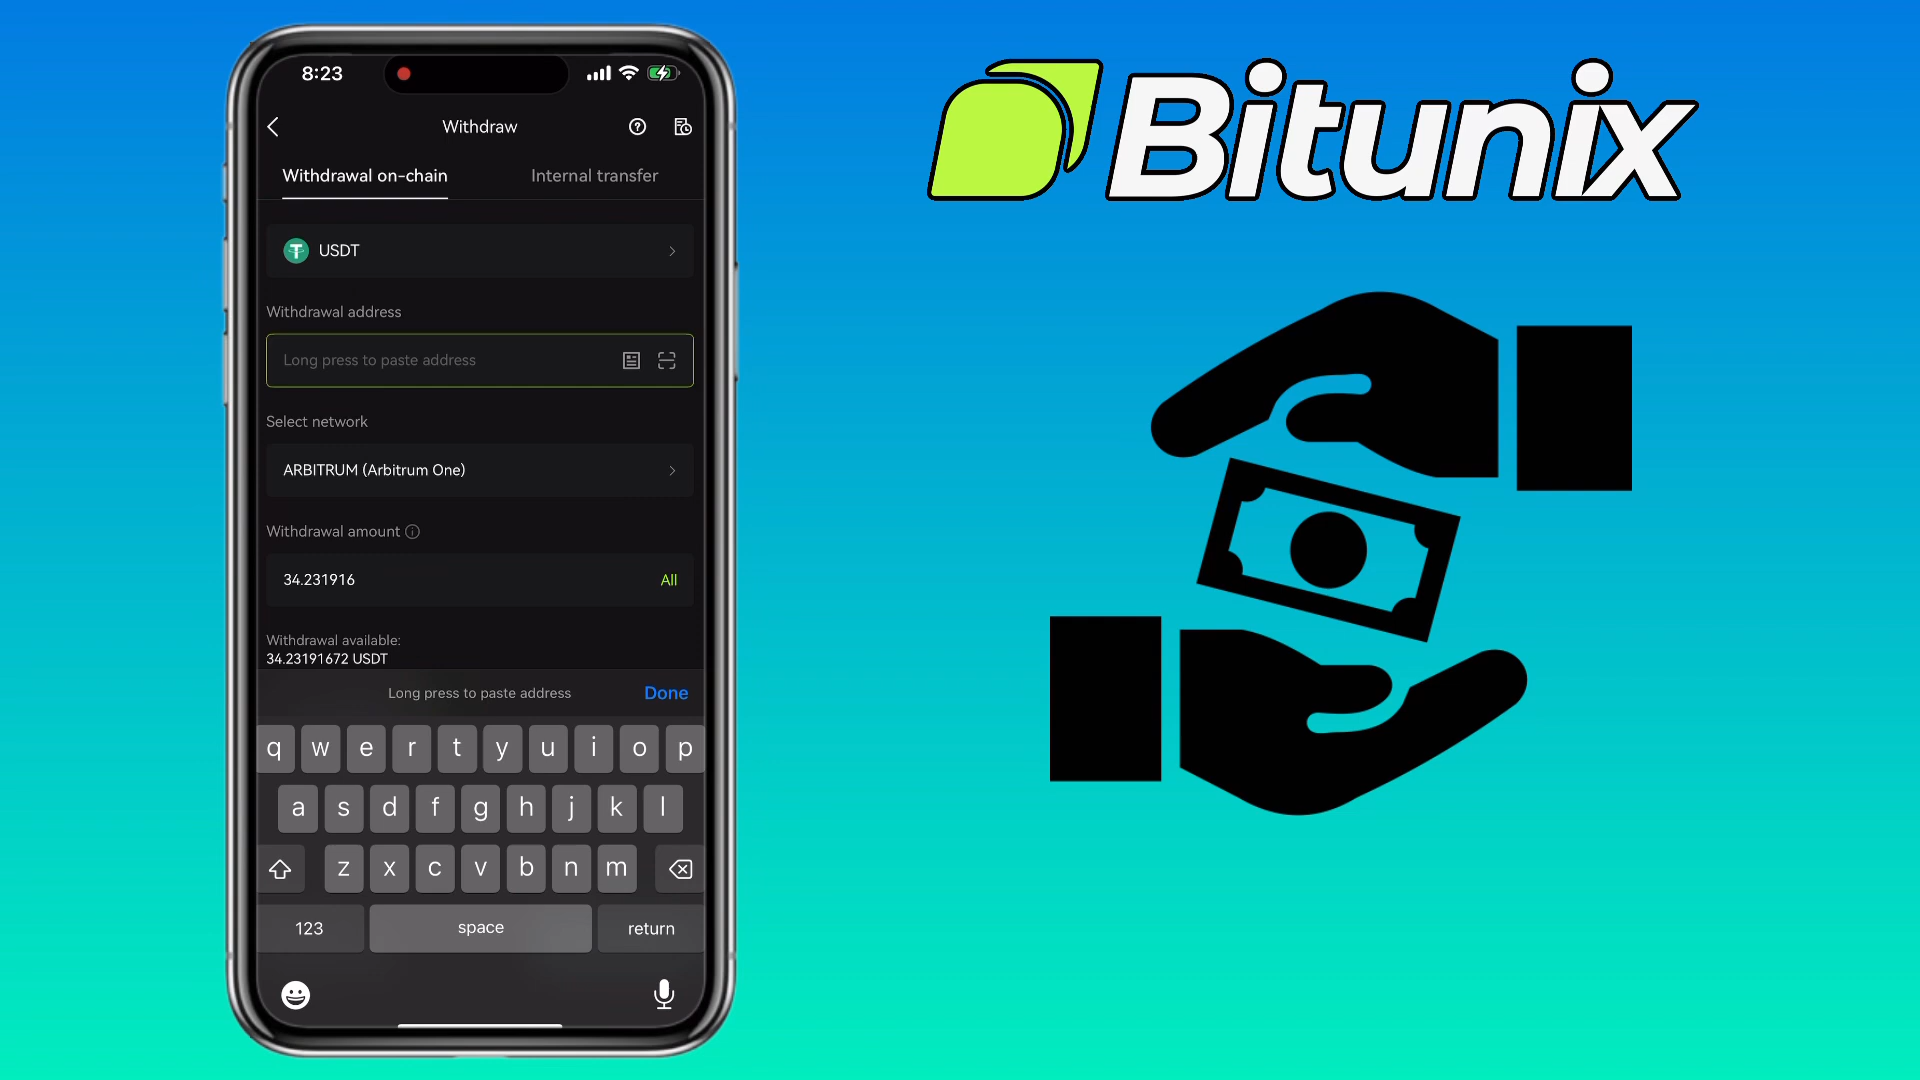 8:23
Withdraw
Withdrawal on-chain
Internal transfer
USDT
Withdrawal address
Long press to paste address
Select network
ARBITRUM (Arbitrum One)
Withdrawal amount
34.231916
All
Withdrawal available:
34.23191672 USDT
Long press to paste address
Done
q w e r t y u i o p
a s d f g h j k l
z x c v b n m
123
space
return
Bitunix